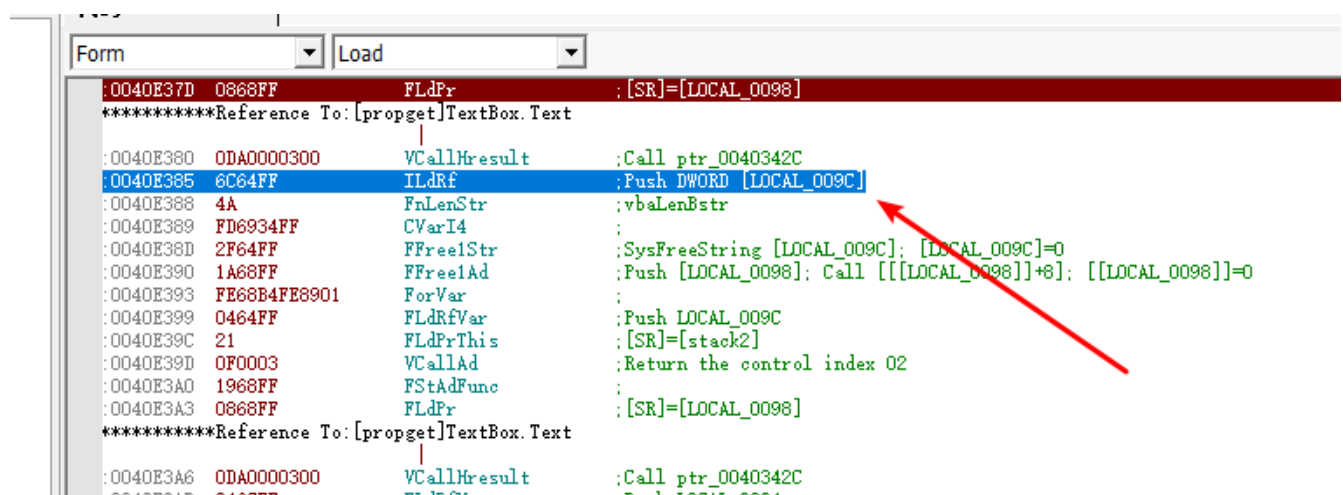 Form Load
:0040E37D 0868FF FLdPr ;[SR]=[LOCAL_0098]
***********Reference To:[propget]TextBox.Text
|
:0040E380 0DA0000300 VCallHresult ;Call ptr_0040342C
:0040E385 6C64FF ILdRf ;Push DWORD [LOCAL_009C]
:0040E388 4A FnLenStr ;vbaLenBstr
:0040E389 FD6934FF CVarI4 ;
:0040E38D 2F64FF FFree1Str ;SysFreeString [LOCAL_009C]; [LOCAL_009C]=0
:0040E390 1A68FF FFree1Ad ;Push [LOCAL_0098]; Call [[[LOCAL_0098]]+8]; [[LOCAL_0098]]=0
:0040E393 FE68B4FE8901 ForVar ;
:0040E399 0464FF FLdRfVar ;Push LOCAL_009C
:0040E39C 21 FLdPrThis ;[SR]=[stack2]
:0040E39D 0F0003 VCallAd ;Return the control index 02
:0040E3A0 1968FF FStAdFunc ;
:0040E3A3 0868FF FLdPr ;[SR]=[LOCAL_0098]
***********Reference To:[propget]TextBox.Text
|
:0040E3A6 0DA0000300 VCallHresult ;Call ptr_0040342C